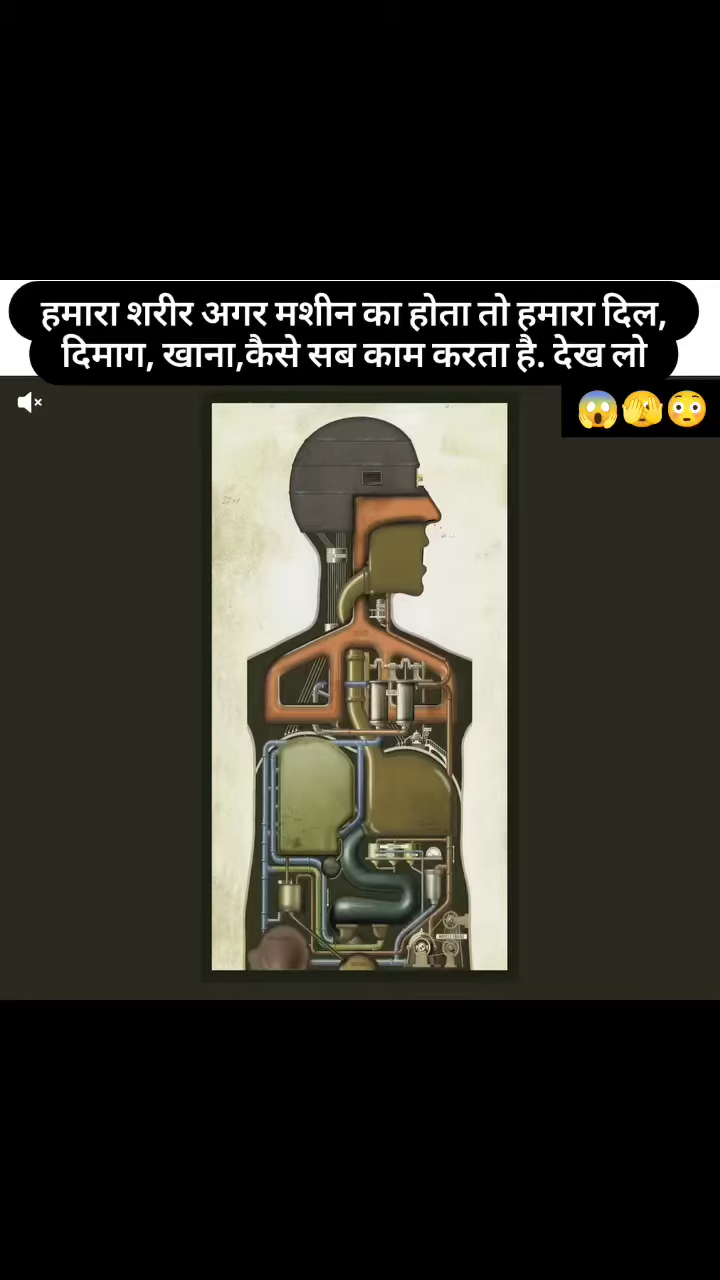 हमारा शरीर अगर मशीन का होता तो हमारा दिल,
दिमाग, खाना,कैसे सब काम करता है. देख लो
😱🫣😳